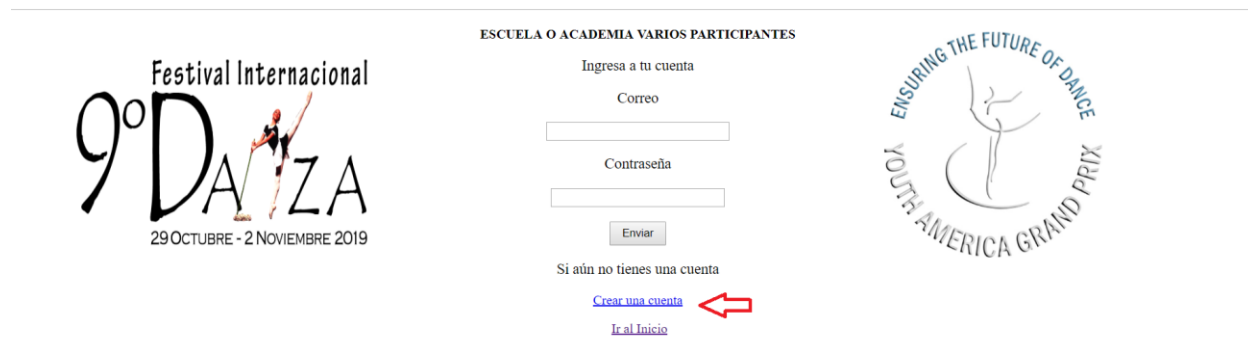 Festival Internacional
9º DANZA
29 OCTUBRE - 2 NOVIEMBRE 2019
ESCUELA O ACADEMIA VARIOS PARTICIPANTES
Ingresa a tu cuenta
Correo
Contraseña
Enviar
Si aún no tienes una cuenta
Crear una cuenta
Ir al Inicio
ENSURING THE FUTURE OF DANCE
YOUTH AMERICA GRAND PRIX